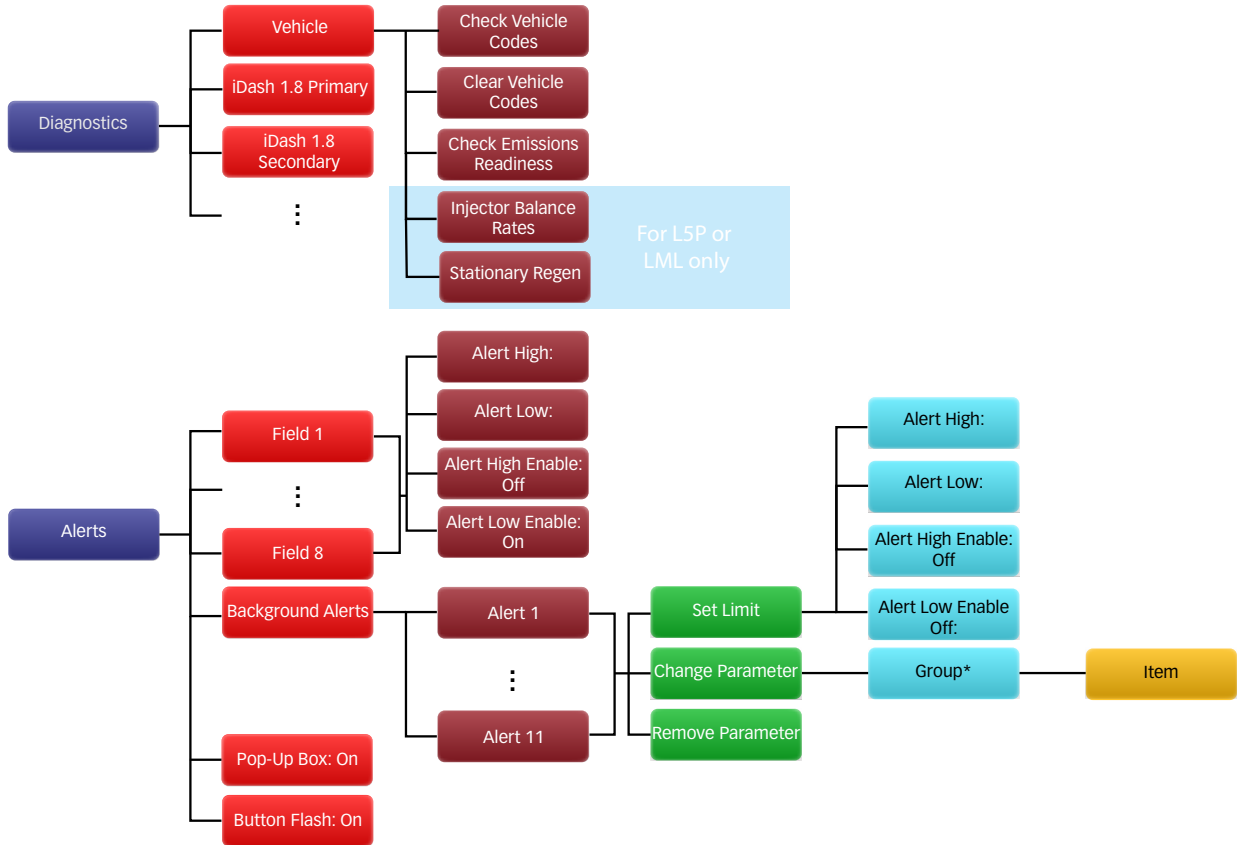 Diagnostics
Vehicle
iDash 1.8 Primary
iDash 1.8
Secondary
⋮
Check Vehicle
Codes
Clear Vehicle
Codes
Check Emissions
Readiness
Injector Balance
Rates
Stationary Regen
For L5P or
LML only
Alerts
Field 1
⋮
Field 8
Background Alerts
Pop-Up Box: On
Button Flash: On
Alert High:
Alert Low:
Alert High Enable:
Off
Alert Low Enable:
On
Alert 1
⋮
Alert 11
Set Limit
Change Parameter
Remove Parameter
Alert High:
Alert Low:
Alert High Enable:
Off
Alert Low Enable
Off:
Group*
Item